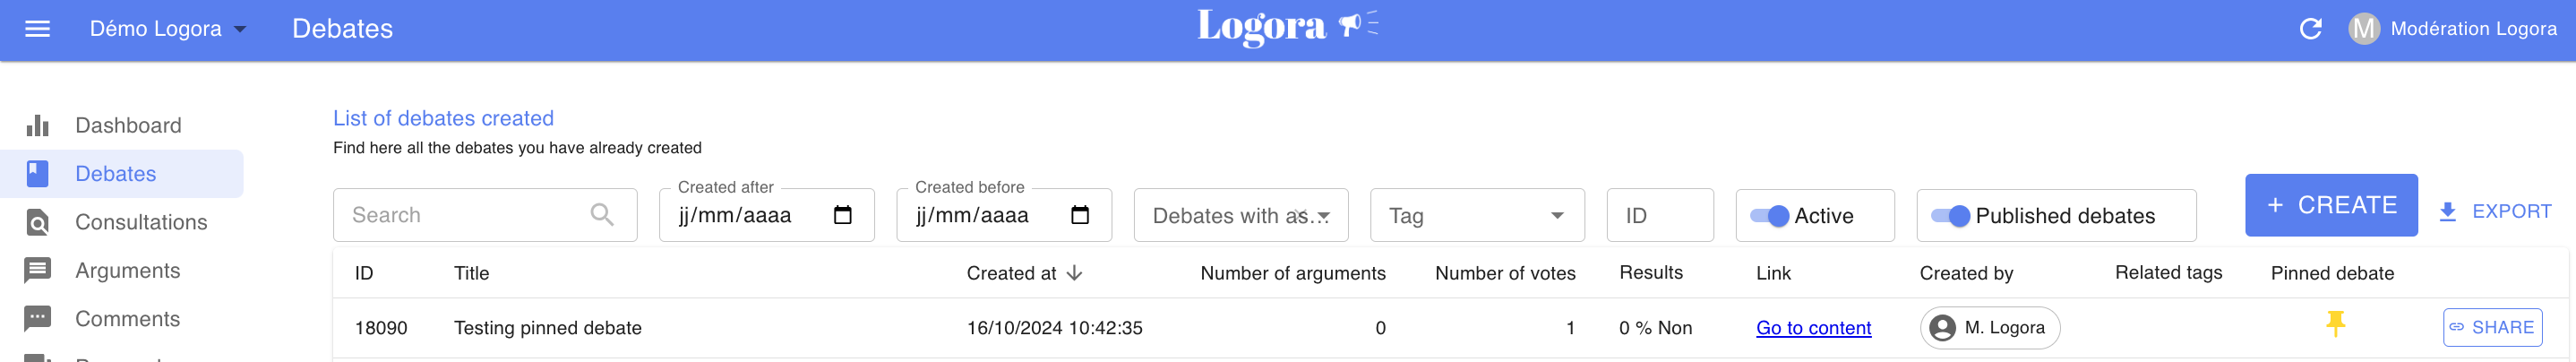 Démo Logora
Debates
Logora
M
Modération Logora
Dashboard
Debates
Consultations
Arguments
Comments
List of debates created
Find here all the debates you have already created
Search
Created after
jj/mm/aaaa
Created before
jj/mm/aaaa
Debates with as...
Tag
ID
Active
Published debates
+ CREATE
EXPORT
ID Title Created at Number of arguments Number of votes Results Link Created by Related tags Pinned debate
18090 Testing pinned debate 16/10/2024 10:42:35 0 1 0 % Non Go to content M. Logora SHARE